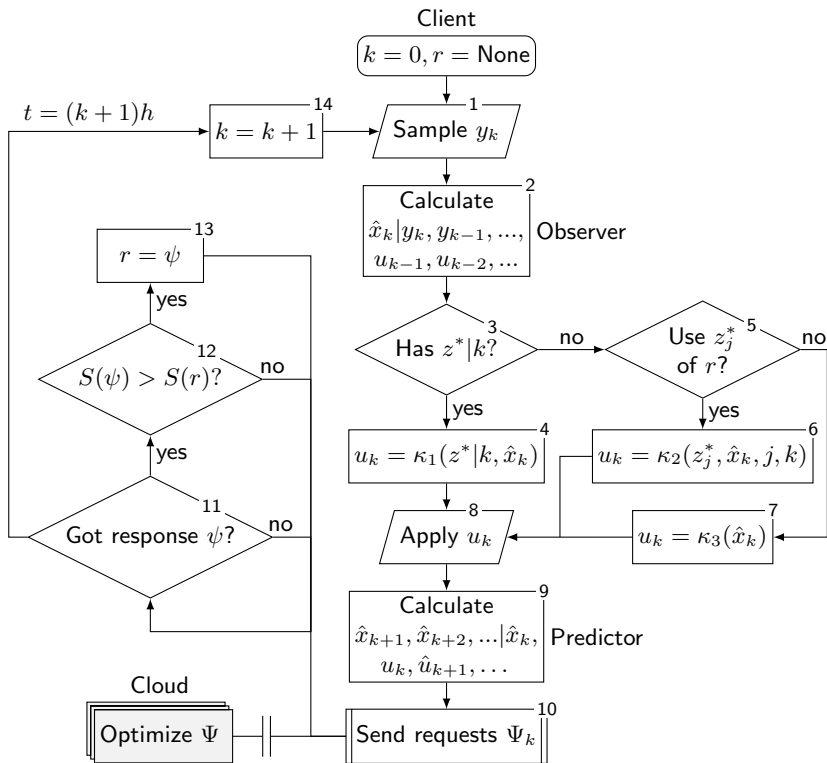 Client
k = 0, r = None
t = (k + 1)h
14
k = k + 1
1
Sample y_k
2
Calculate
x̂_k|y_k, y_{k−1}, ...,
u_{k−1}, u_{k−2}, ...
Observer
13
r = ψ
yes
3
Has z*|k?
no
5
Use z*_j
of r?
no
12
S(ψ) > S(r)?
no
yes
yes
4
u_k = κ_1(z*|k, x̂_k)
6
u_k = κ_2(z*_j, x̂_k, j, k)
yes
11
Got response ψ?
no
8
Apply u_k
7
u_k = κ_3(x̂_k)
9
Calculate
x̂_{k+1}, x̂_{k+2}, ...|x̂_k,
u_k, û_{k+1}, . . .
Predictor
Cloud
Optimize Ψ
10
Send requests Ψ_k